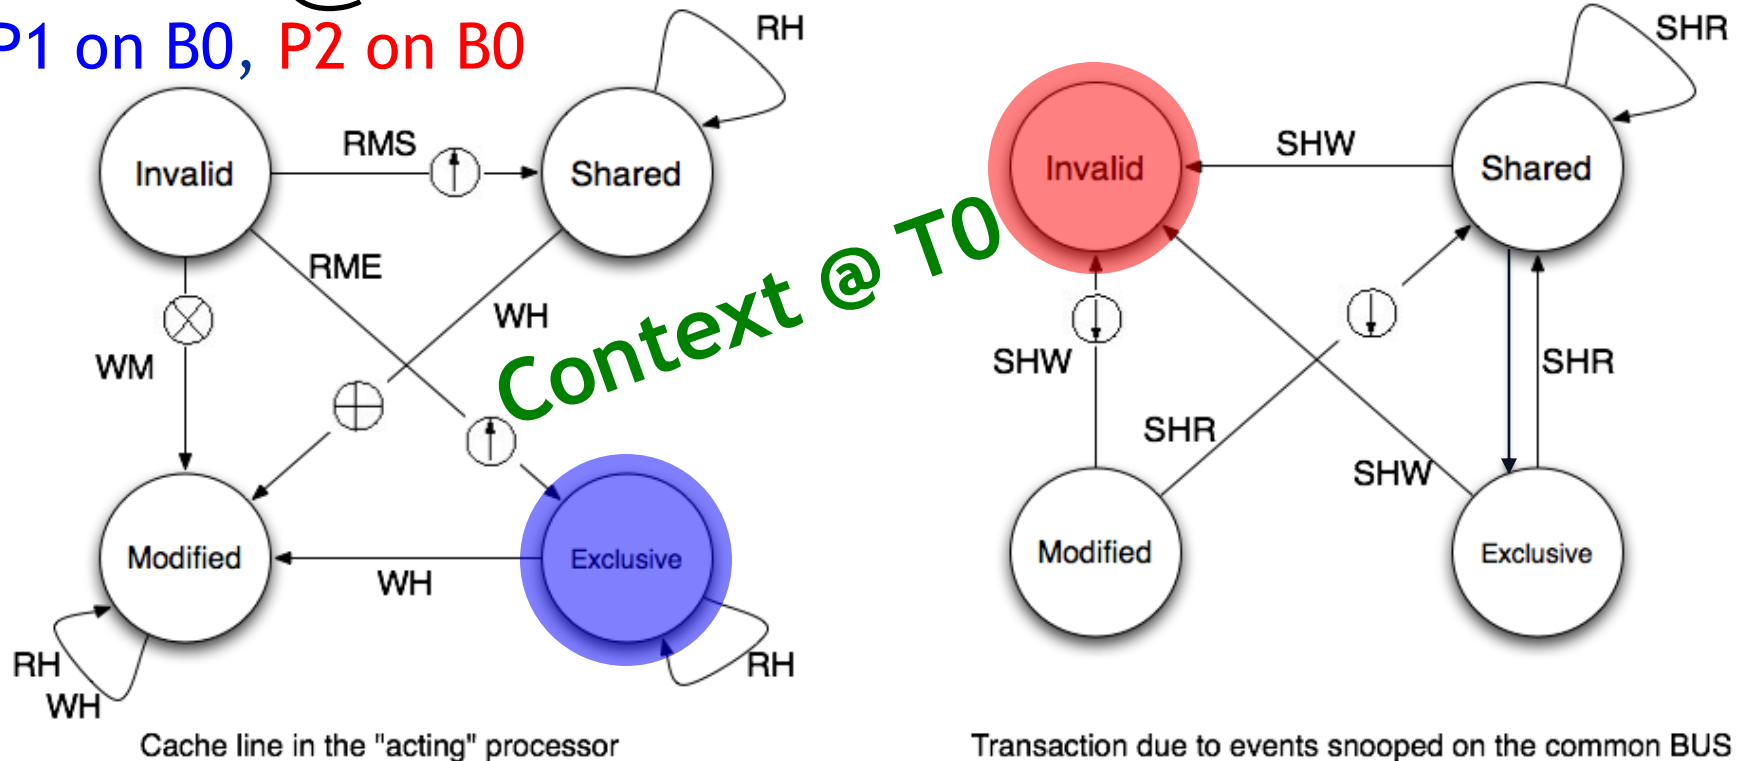 P1 on B0, P2 on B0
RH
Invalid
RMS
Shared
RME
WH
WM
Modified
WH
Exclusive
RH
WH
RH
Cache line in the "acting" processor
Context @ T0
SHR
Invalid
SHW
Shared
SHW
SHR
SHR
SHW
Modified
Exclusive
Transaction due to events snooped on the common BUS